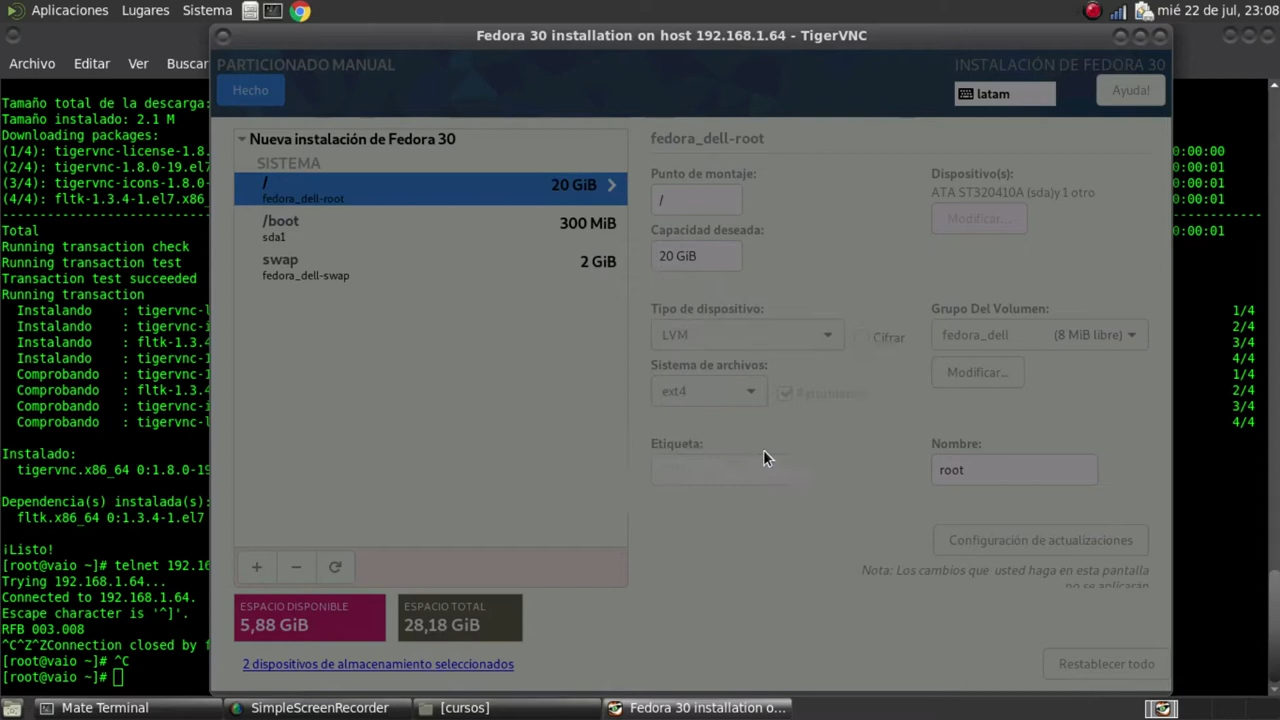 Aplicaciones Lugares Sistema mié 22 de jul, 23:08
Fedora 30 installation on host 192.168.1.64 - TigerVNC
Archivo Editar Ver Buscar
PARTICIONADO MANUAL
INSTALACIÓN DE FEDORA 30
Hecho
latam
Ayuda!
Tamaño total de la descarga:
Tamaño instalado: 2.1 M
Downloading packages:
(1/4): tigervnc-license-1.8. 0:00:00
(2/4): tigervnc-1.8.0-19.el7 0:00:01
(3/4): tigervnc-icons-1.8.0- 0:00:01
(4/4): fltk-1.3.4-1.el7.x86_ 0:00:01
--------------------------
Total 0:00:01
Running transaction check
Running transaction test
Transaction test succeeded
Running transaction
Instalando : tigervnc-l 1/4
Instalando : tigervnc-i 2/4
Instalando : fltk-1.3.4 3/4
Instalando : tigervnc-1 4/4
Comprobando : tigervnc-1 1/4
Comprobando : fltk-1.3.4 2/4
Comprobando : tigervnc-i 3/4
Comprobando : tigervnc-l 4/4
Instalado:
tigervnc.x86_64 0:1.8.0-19
Dependencia(s) instalada(s):
fltk.x86_64 0:1.3.4-1.el7
¡Listo!
[root@vaio ~]# telnet 192.16
Trying 192.168.1.64...
Connected to 192.168.1.64.
Escape character is '^]'.
RFB 003.008
^C^Z^ZConnection closed by f
[root@vaio ~]# ^C
[root@vaio ~]#
Nueva instalación de Fedora 30
SISTEMA
/ 20 GiB
fedora_dell-root
/boot 300 MiB
sda1
swap 2 GiB
fedora_dell-swap
+ −
ESPACIO DISPONIBLE
5,88 GiB
ESPACIO TOTAL
28,18 GiB
2 dispositivos de almacenamiento seleccionados
fedora_dell-root
Punto de montaje:
/
Capacidad deseada:
20 GiB
Dispositivo(s):
ATA ST320410A (sda)y 1 otro
Modificar...
Tipo de dispositivo:
LVM
Cifrar
Grupo Del Volumen:
fedora_dell (8 MiB libre)
Modificar...
Sistema de archivos:
ext4
Etiqueta:
Nombre:
root
Configuración de actualizaciones
Nota: Los cambios que usted haga en esta pantalla
no se aplicarán
Restablecer todo
Mate Terminal SimpleScreenRecorder [cursos] Fedora 30 installation o...